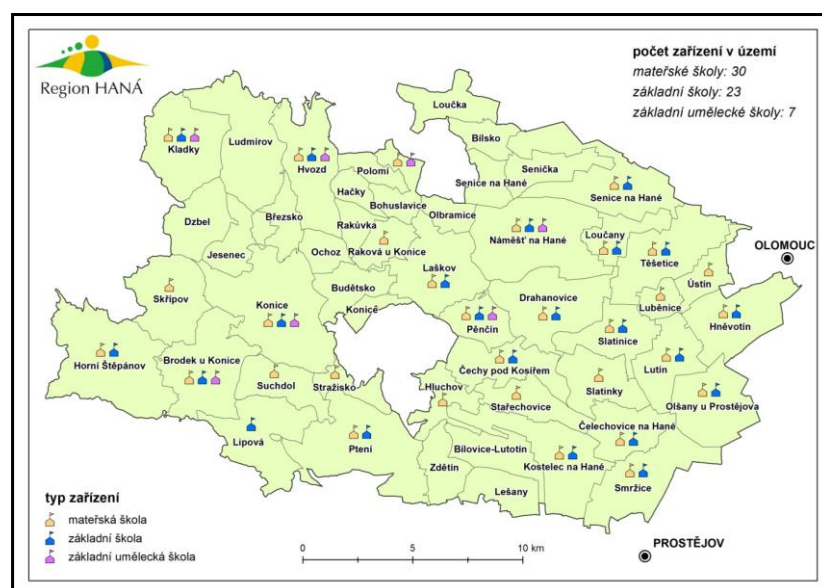 Region HANÁ
počet zařízení v území
mateřské školy: 30
základní školy: 23
základní umělecké školy: 7
Loučka
Ludmírov
Kladky
Hvozd
Bílsko
Polomí
Senička
Senice na Hané
Senice na Hané
Hačky
Bohuslavice
Olbramice
Dzbel
Březsko
Rakůvka
Náměšť na Hané
Loučany
Raková u Konice
Jesenec
Ochoz
Těšetice
OLOMOUC
Laškov
Ústín
Skřípov
Budětsko
Konice
Drahanovice
Luběnice
Konice
Pěnčín
Hněvotín
Slatinice
Horní Štěpánov
Brodek u Konice
Čechy pod Kosířem
Lutín
Suchdol
Stražisko
Hluchov
Slatinky
Stařechovice
Olšany u Prostějova
Čelechovice na Hané
Lipová
Ptení
Bílovice-Lutotín
Zdětín
Kostelec na Hané
Smržice
Lešany
typ zařízení
mateřská škola
základní škola
základní umělecká škola
0 5 10 km
PROSTĚJOV